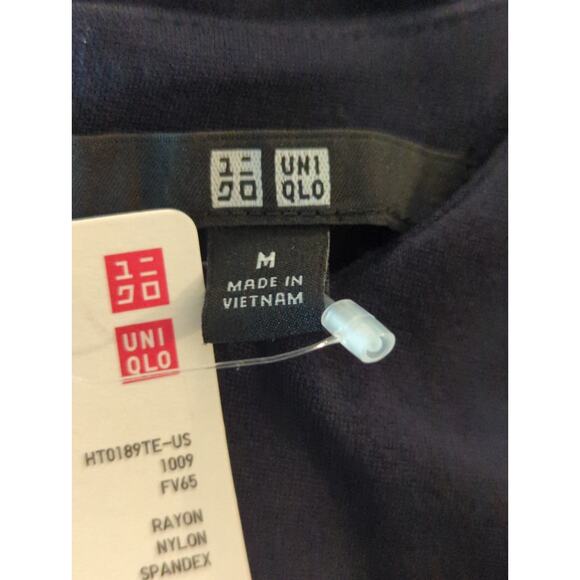 ユニ UNI
クロ QLO
M
MADE IN
VIETNAM
ユニ
クロ
UNI
QLO
HT0189TE-US
1009
FV65
RAYON
NYLON
SPANDEX